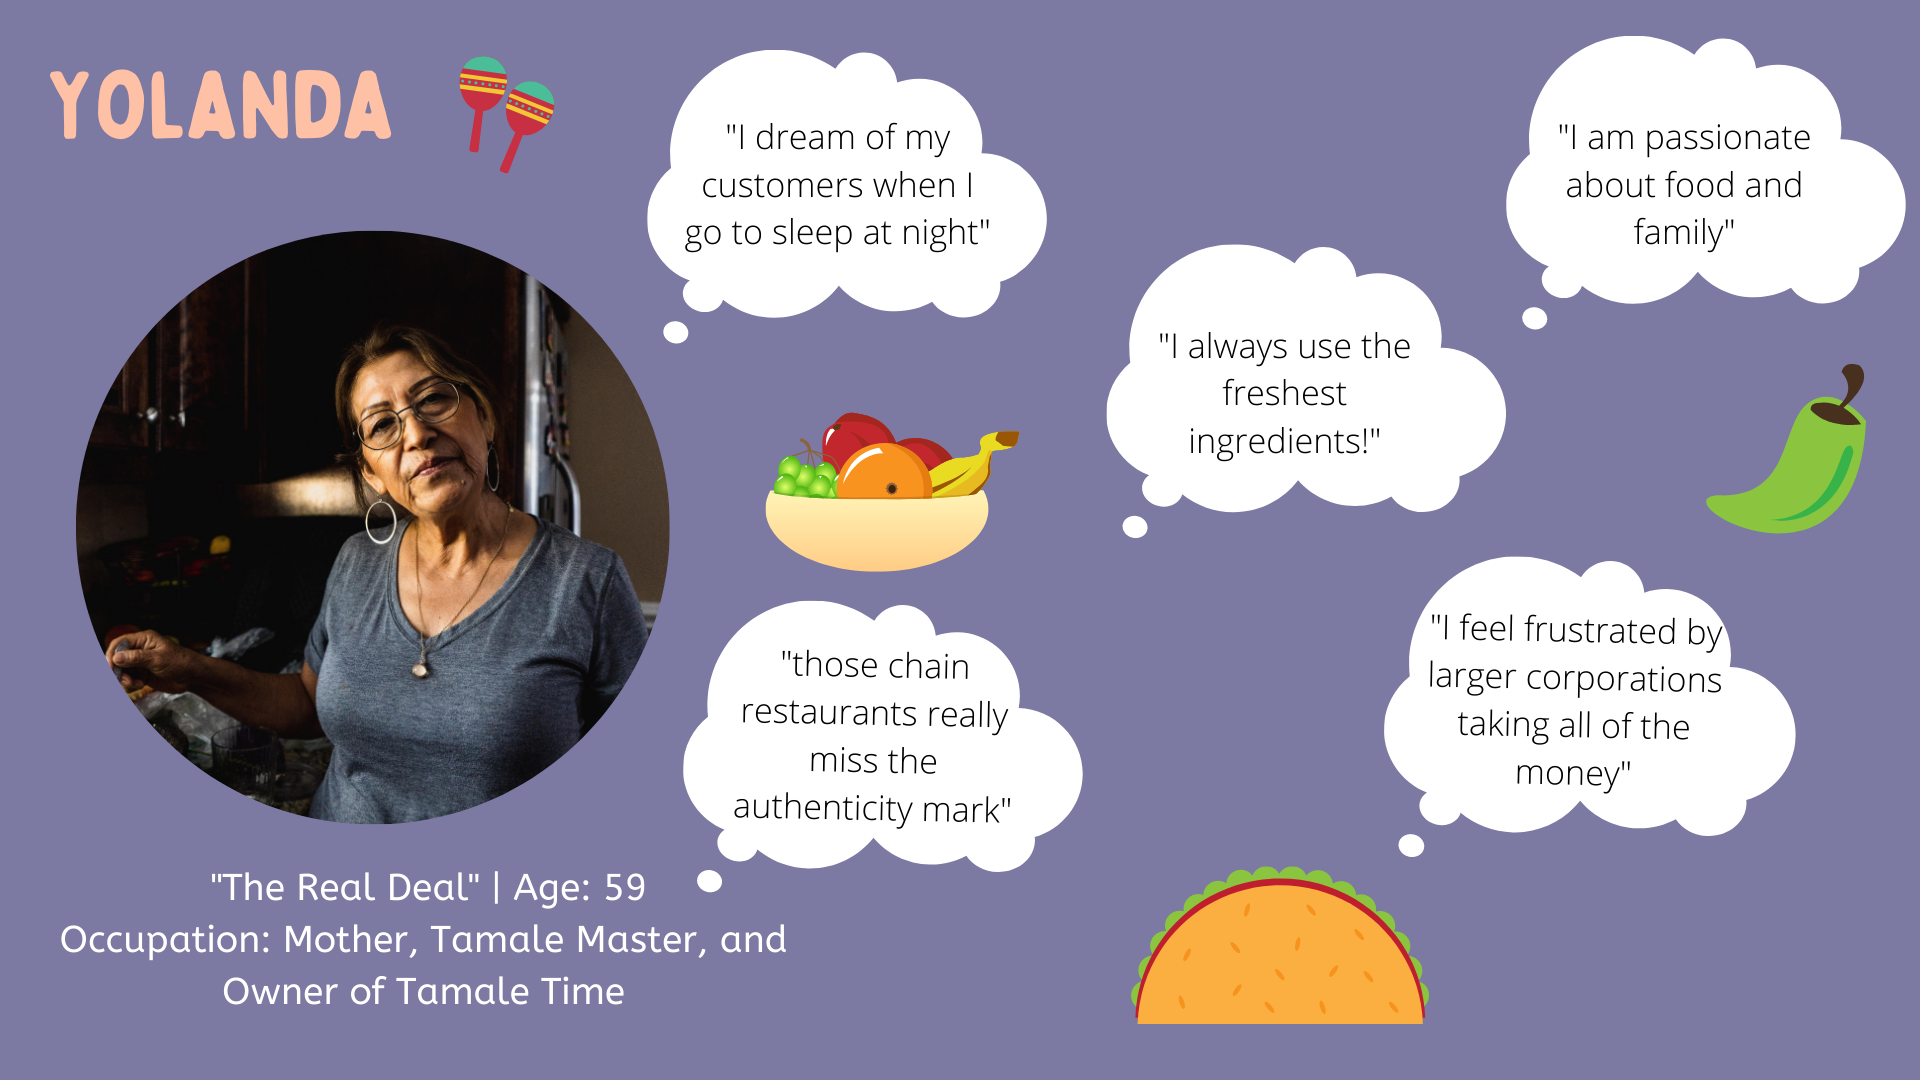 YOLANDA
"I dream of my
customers when I
go to sleep at night"
"I am passionate
about food and
family"
"I always use the
freshest
ingredients!"
"those chain
restaurants really
miss the
authenticity mark"
"I feel frustrated by
larger corporations
taking all of the
money"
"The Real Deal" | Age: 59
Occupation: Mother, Tamale Master, and
Owner of Tamale Time